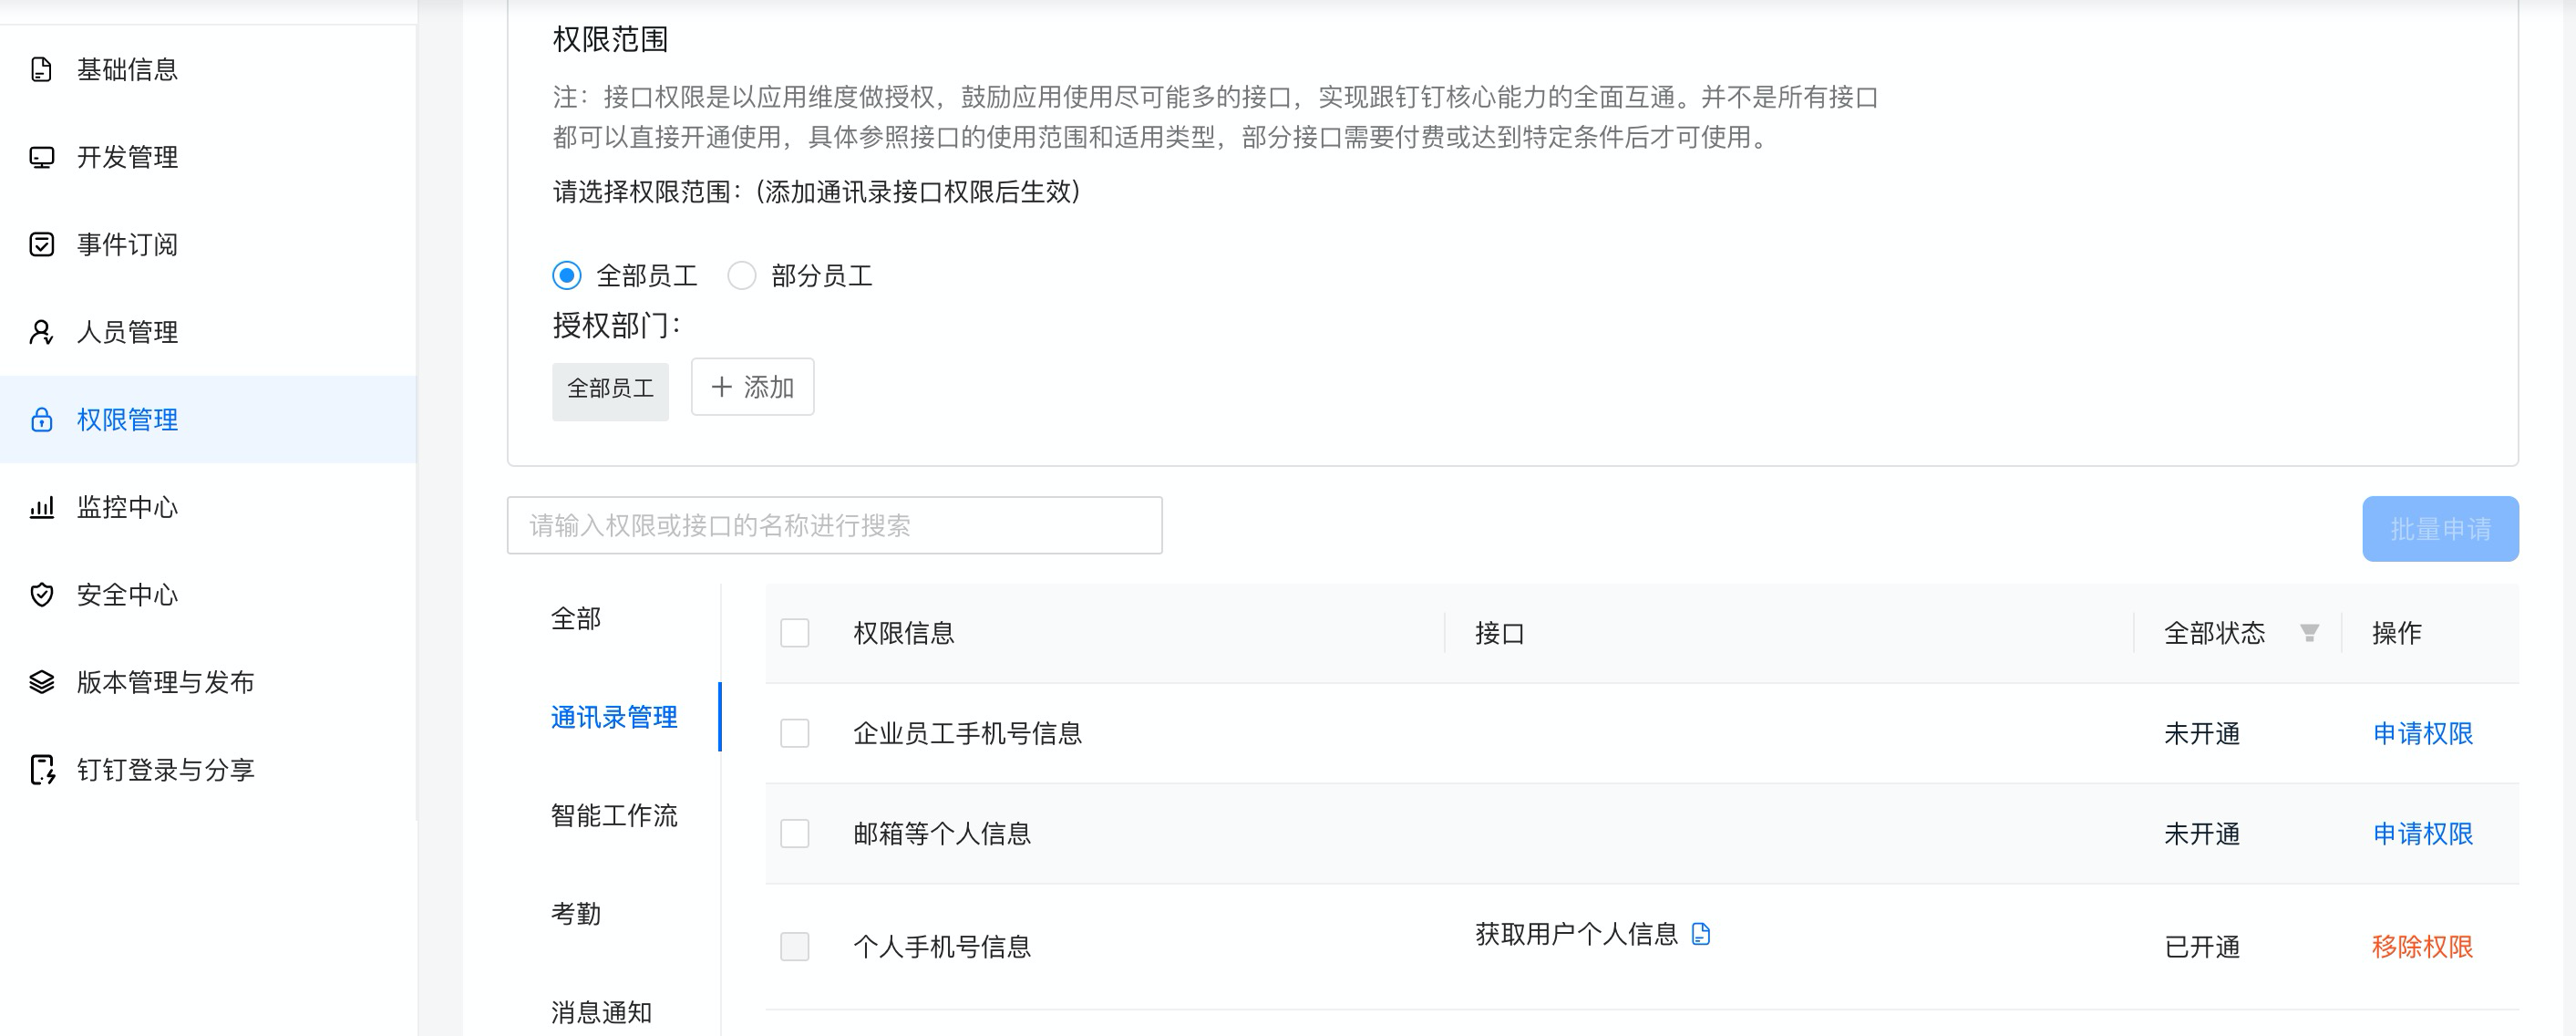 基础信息
开发管理
事件订阅
人员管理
权限管理
监控中心
安全中心
版本管理与发布
钉钉登录与分享
权限范围
注：接口权限是以应用维度做授权，鼓励应用使用尽可能多的接口，实现跟钉钉核心能力的全面互通。并不是所有接口
都可以直接开通使用，具体参照接口的使用范围和适用类型，部分接口需要付费或达到特定条件后才可使用。
请选择权限范围：（添加通讯录接口权限后生效）
全部员工 部分员工
授权部门：
全部员工 添加
请输入权限或接口的名称进行搜索 批量申请
全部
通讯录管理
智能工作流
考勤
消息通知
权限信息 接口 全部状态 操作
企业员工手机号信息 未开通 申请权限
邮箱等个人信息 未开通 申请权限
个人手机号信息 获取用户个人信息 已开通 移除权限